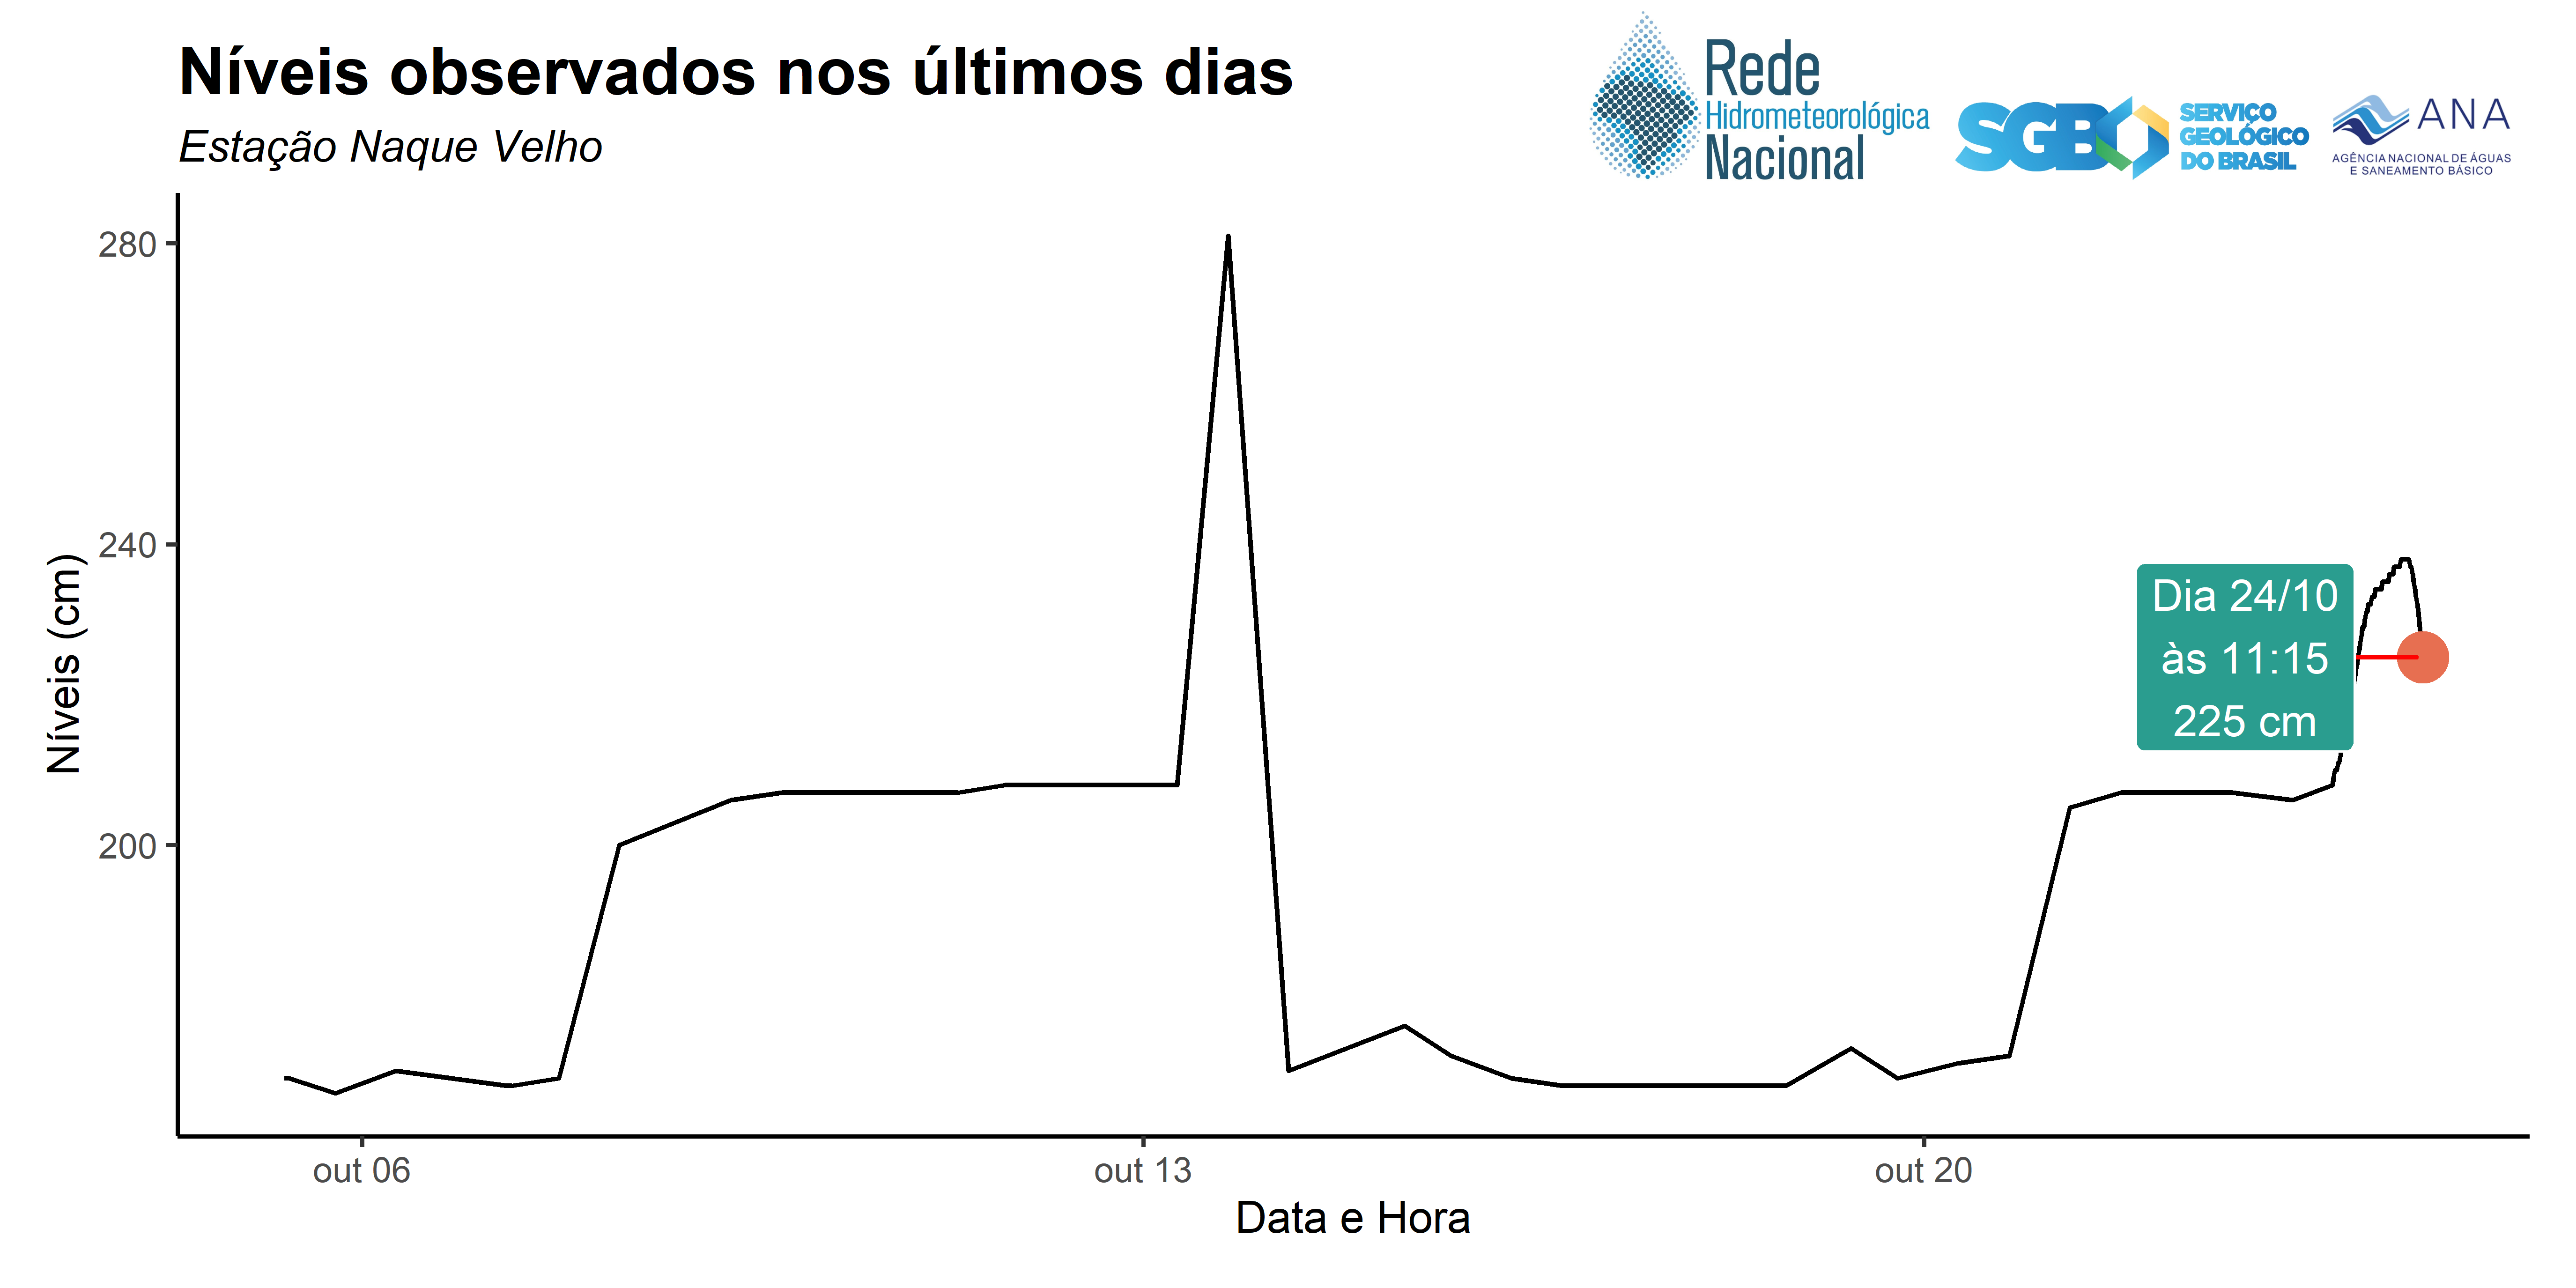 Níveis observados nos últimos dias
Estação Naque Velho
Rede
Hidrometeorológica
Nacional
SGB
SERVIÇO
GEOLÓGICO
DO BRASIL
ANA
AGÊNCIA NACIONAL DE ÁGUAS
E SANEAMENTO BÁSICO
Níveis (cm)
280
240
200
Dia 24/10
às 11:15
225 cm
out 06
out 13
out 20
Data e Hora